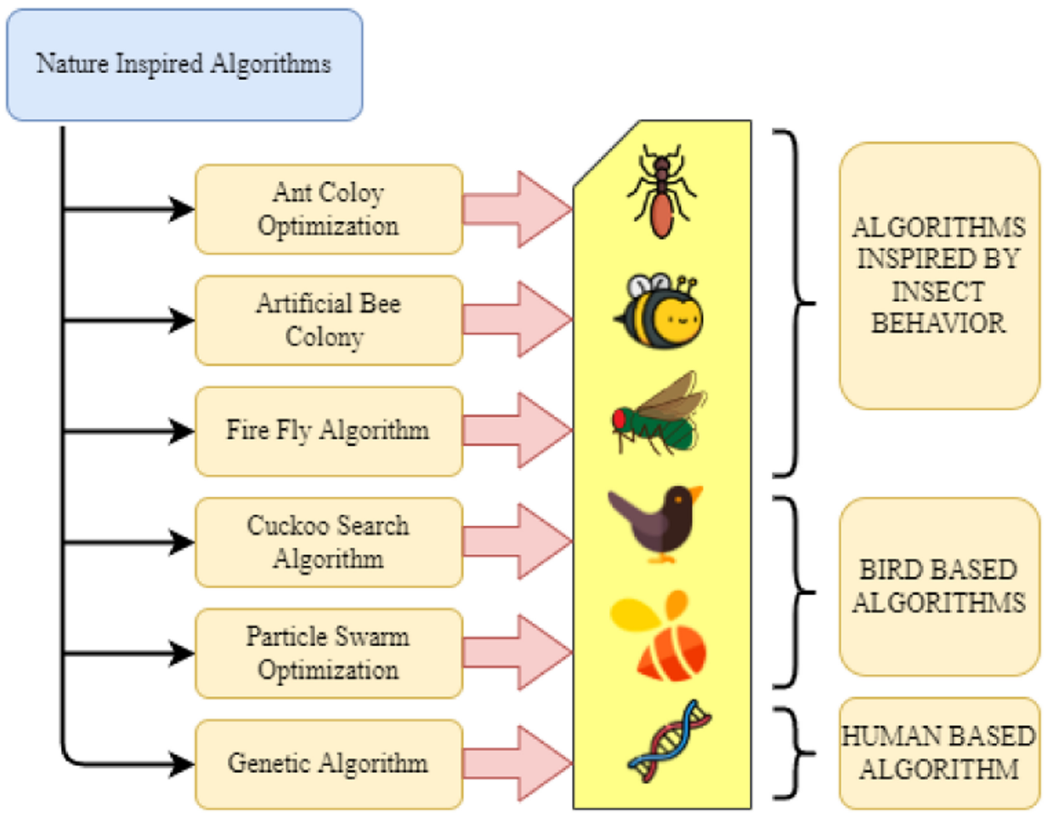 Nature Inspired Algorithms
Ant Coloy
Optimization
Artificial Bee
Colony
Fire Fly Algorithm
Cuckoo Search
Algorithm
Particle Swarm
Optimization
Genetic Algorithm
ALGORITHMS
INSPIRED BY
INSECT
BEHAVIOR
BIRD BASED
ALGORITHMS
HUMAN BASED
ALGORITHM